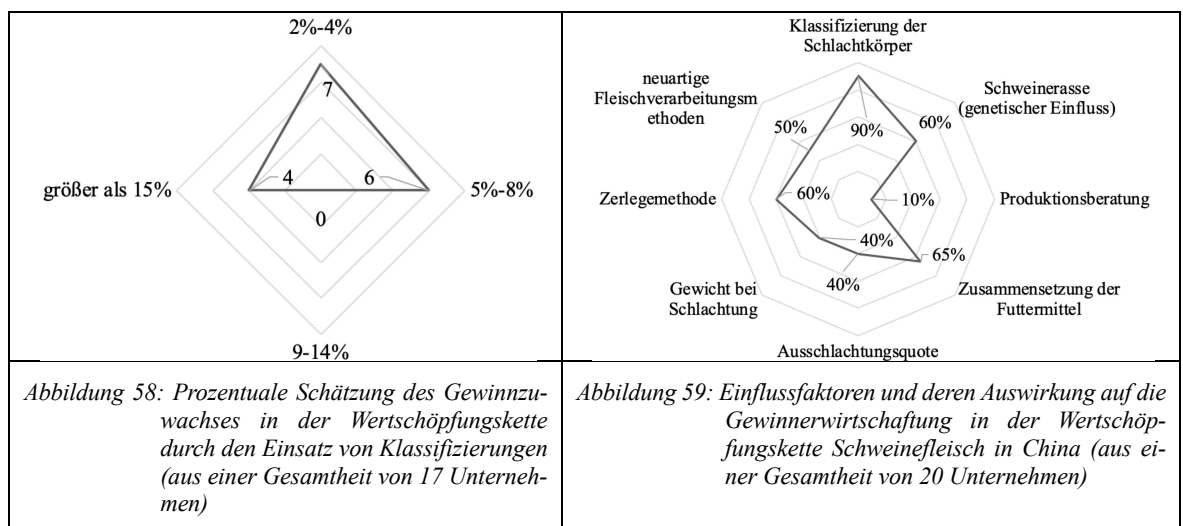 2%-4%
7
größer als 15%
4
6
5%-8%
0
9-14%
Klassifizierung der
Schlachtkörper
neuartige
Fleischverarbeitungsm
ethoden
Schweinerasse
(genetischer Einfluss)
50%
90%
60%
Zerlegemethode
60%
10%
Produktionsberatung
40%
65%
40%
Gewicht bei
Schlachtung
Zusammensetzung der
Futtermittel
Ausschlachtungsquote
Abbildung 58: Prozentuale Schätzung des Gewinnzu-
wachses in der Wertschöpfungskette
durch den Einsatz von Klassifizierungen
(aus einer Gesamtheit von 17 Unterneh-
men)
Abbildung 59: Einflussfaktoren und deren Auswirkung auf die
Gewinnerwirtschaftung in der Wertschöp-
fungskette Schweinefleisch in China (aus ei-
ner Gesamtheit von 20 Unternehmen)